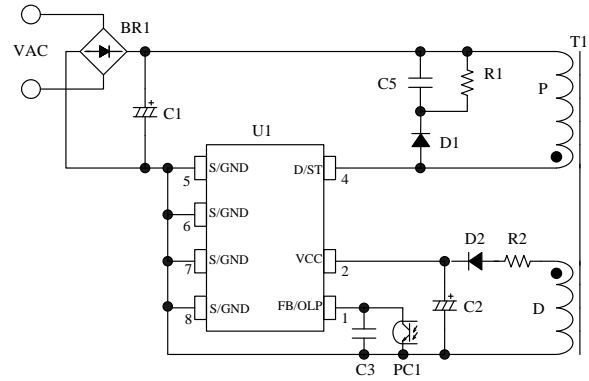 BR1
VAC
T1
C5
R1
P
C1
U1
D1
S/GND
D/ST
5
4
S/GND
6
S/GND
VCC
D2
R2
7
2
S/GND
FB/OLP
C2
D
8
1
C3
PC1